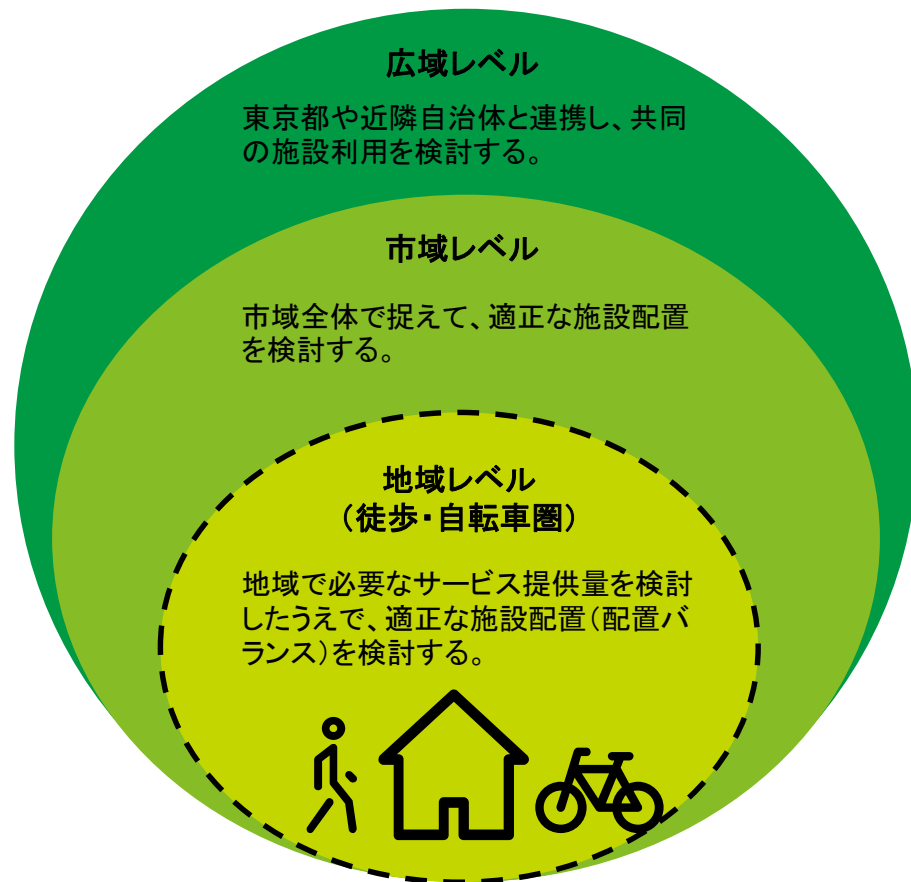 広域レベル
東京都や近隣自治体と連携し、共同
の施設利用を検討する。
市域レベル
市域全体で捉えて、適正な施設配置
を検討する。
地域レベル
（徒歩・自転車圏）
地域で必要なサービス提供量を検討
したうえで、適正な施設配置（配置バ
ランス）を検討する。